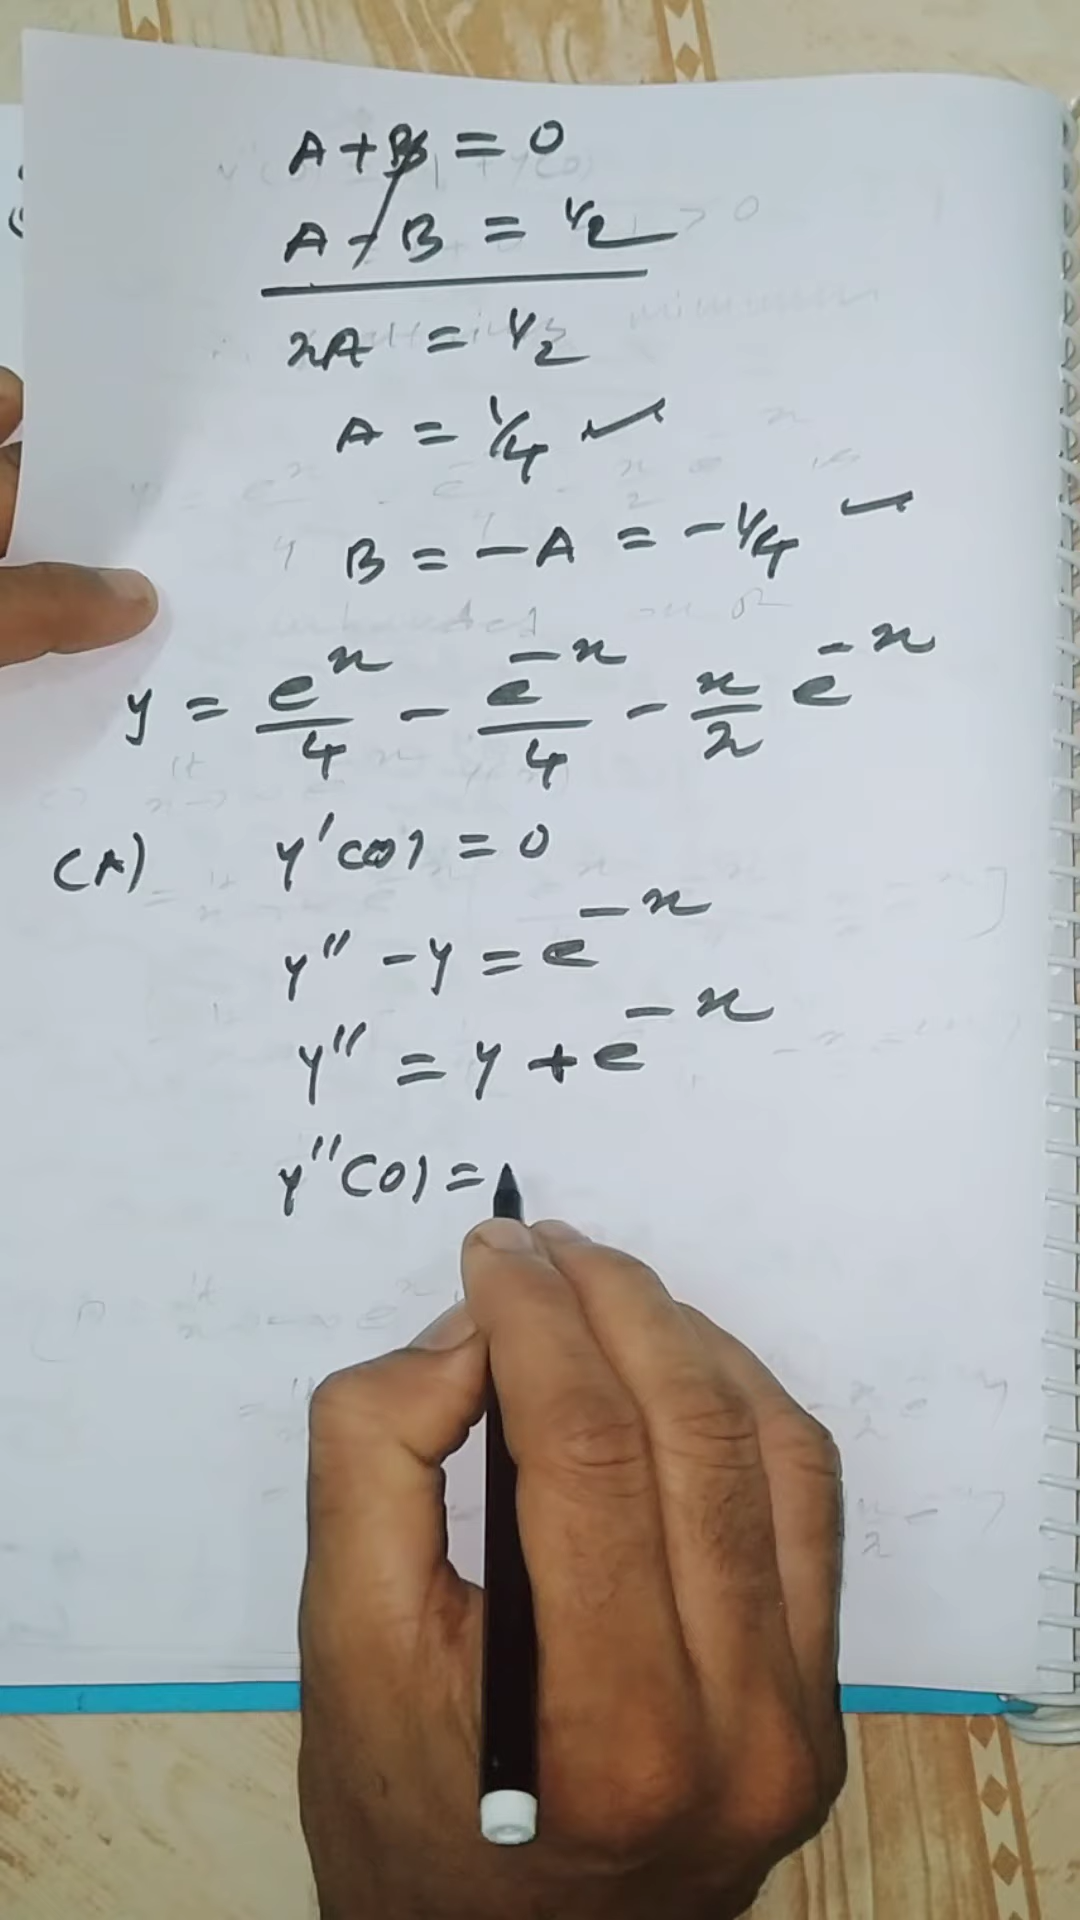 A + B = 0
A - B = 1/2
2A = 1/2
A = 1/4 ✓
B = -A = -1/4 ✓
y = e^x/4 - e^-x/4 - x/2 e^-x
(A) y'(0) = 0
y'' - y = e^-x
y'' = y + e^-x
y''(0) =